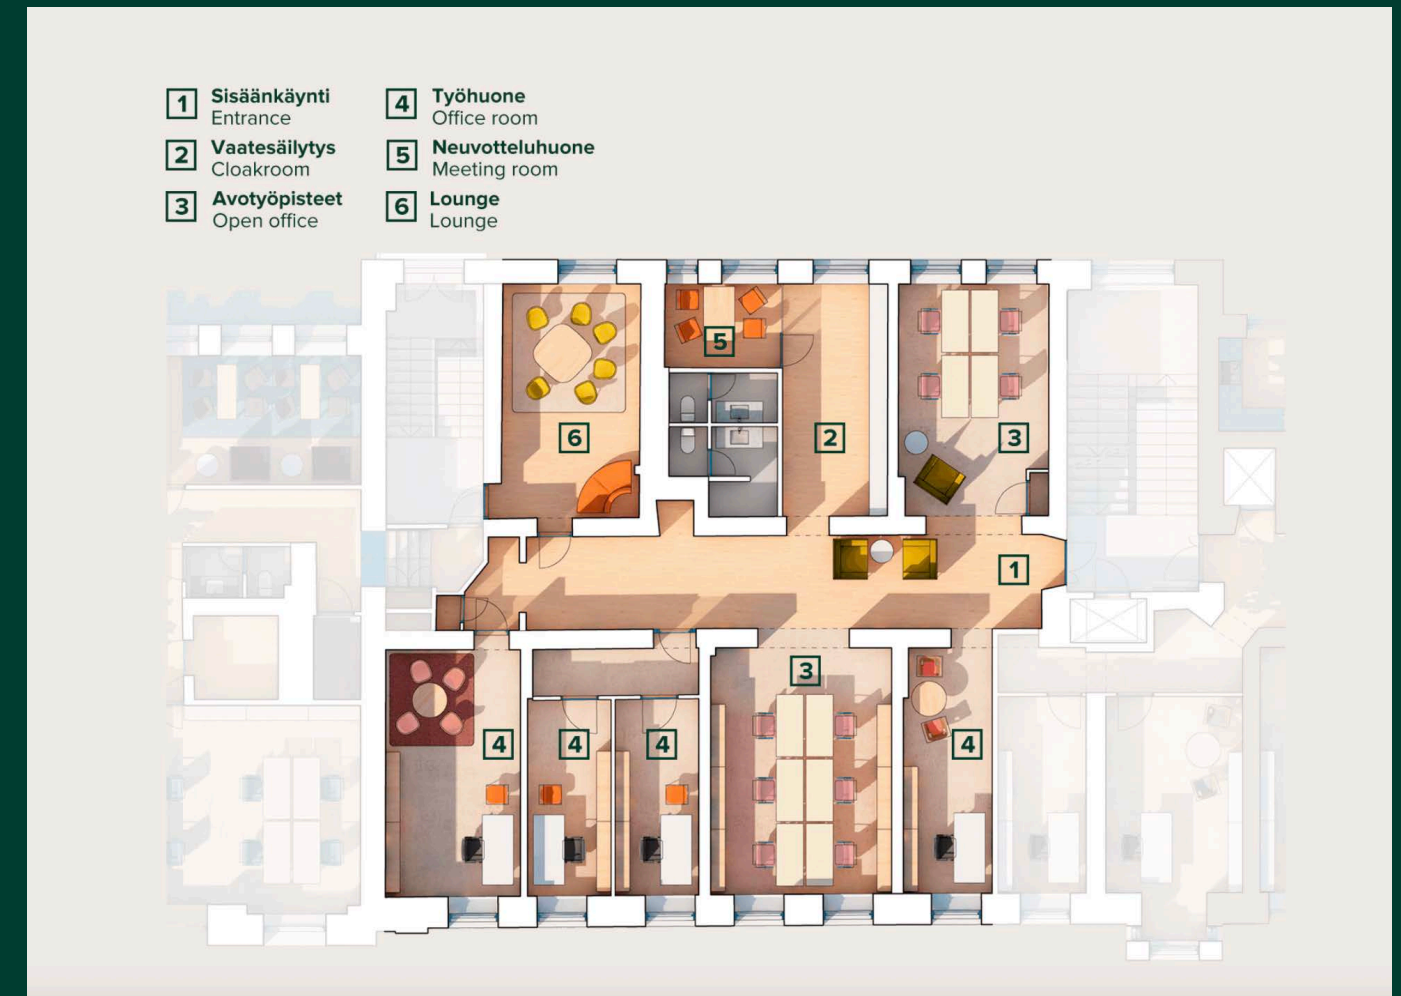 1 Sisäänkäynti
Entrance
2 Vaatesäilytys
Cloakroom
3 Avotyöpisteet
Open office
4 Työhuone
Office room
5 Neuvotteluhuone
Meeting room
6 Lounge
Lounge
5
6
2
3
1
3
4
4
4
4